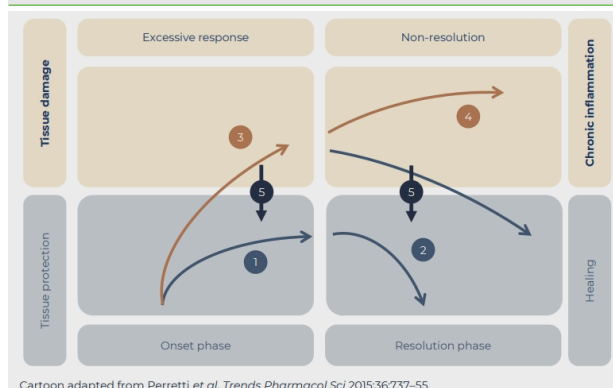 Excessive response
Non-resolution
Tissue damage
Chronic inflammation
3
4
5
5
1
2
Tissue protection
Healing
Onset phase
Resolution phase
Cartoon adapted from Perretti et al. Trends Pharmacol Sci 2015;36:737–55